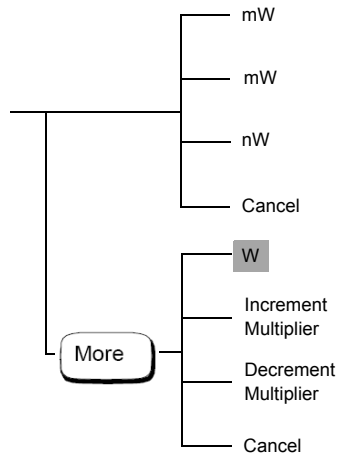 mW
mW
nW
Cancel
W
Increment
Multiplier
More
Decrement
Multiplier
Cancel